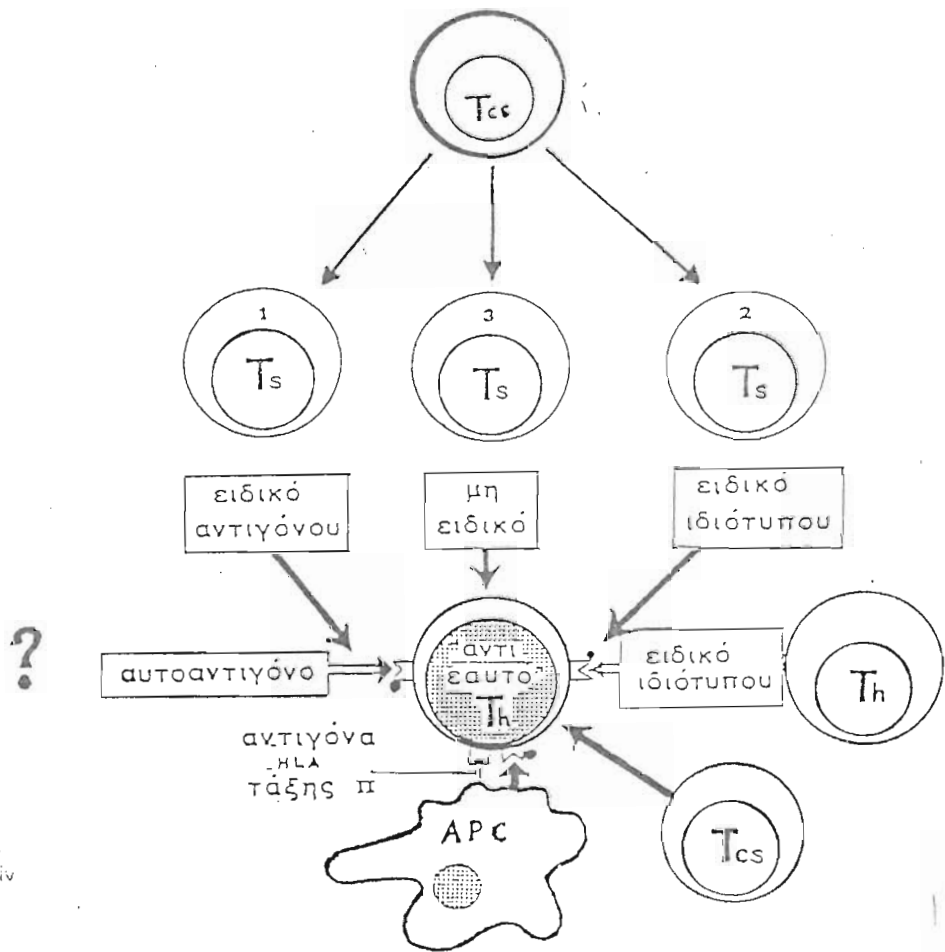 Tcs
1
3
2
Ts
Ts
Ts
ειδικό
αντιγόνου
μη
ειδικό
ειδικό
ιδιότυπου
?
αυτοαντιγόνο
αντι
εαυτο
Th
ειδικό
ιδιότυπου
Th
αντιγόνα
HLA
τάξης II
APC
Tcs
ιν